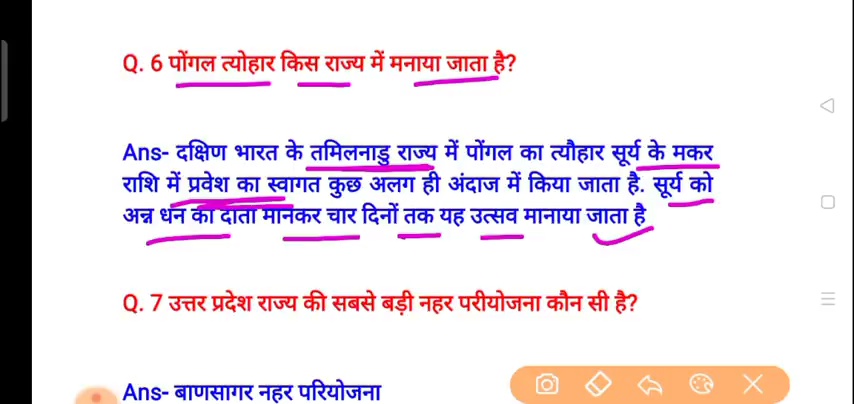 Q. 6 पोंगल त्योहार किस राज्य में मनाया जाता है?
Ans- दक्षिण भारत के तमिलनाडु राज्य में पोंगल का त्यौहार सूर्य के मकर
राशि में प्रवेश का स्वागत कुछ अलग ही अंदाज में किया जाता है. सूर्य को
अन्न धन का दाता मानकर चार दिनों तक यह उत्सव मानाया जाता है
Q. 7 उत्तर प्रदेश राज्य की सबसे बड़ी नहर परीयोजना कौन सी है?
Ans- बाणसागर नहर परियोजना